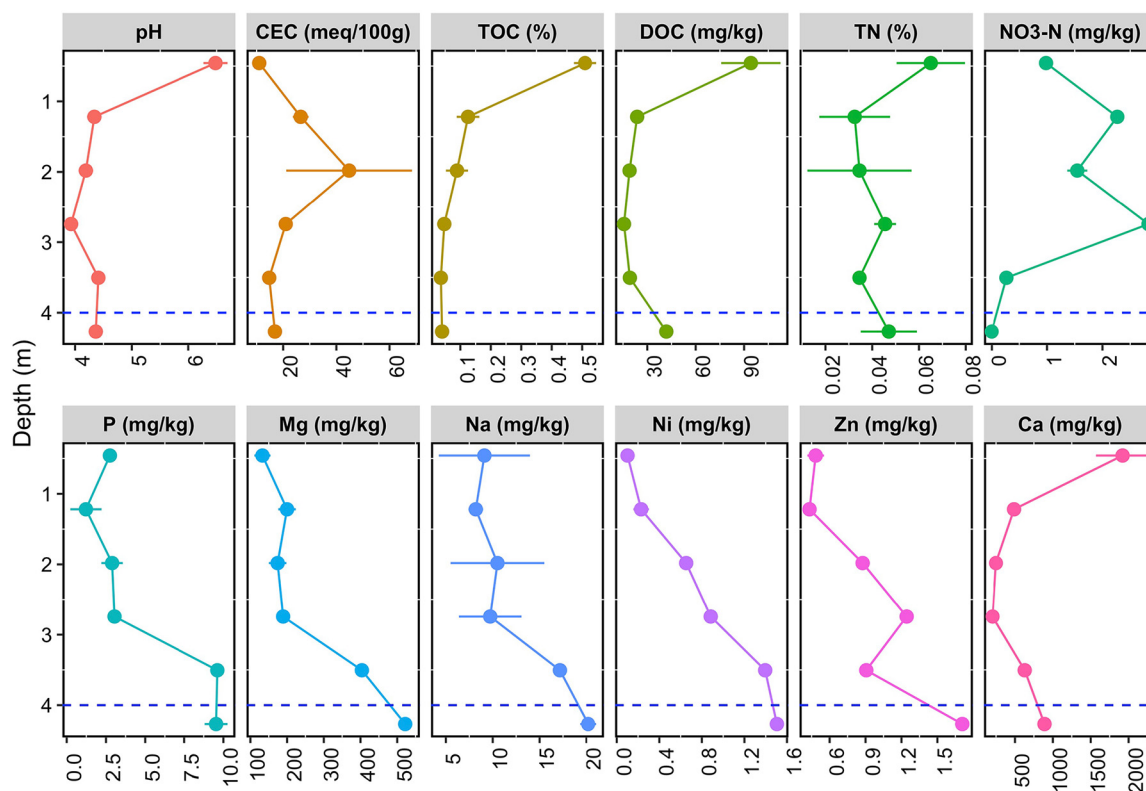 pH CEC (meq/100g) TOC (%) DOC (mg/kg) TN (%) NO3-N (mg/kg)
1
2
3
4
4 5 6 20 40 60 0.1 0.2 0.3 0.4 0.5 30 60 90 0.02 0.04 0.06 0.08 0 1 2
Depth (m)
P (mg/kg) Mg (mg/kg) Na (mg/kg) Ni (mg/kg) Zn (mg/kg) Ca (mg/kg)
1
2
3
4
0.0 2.5 5.0 7.5 10.0 100 200 300 400 500 5 10 15 20 0.0 0.4 0.8 1.2 1.6 0.6 0.9 1.2 1.5 500 1000 1500 2000